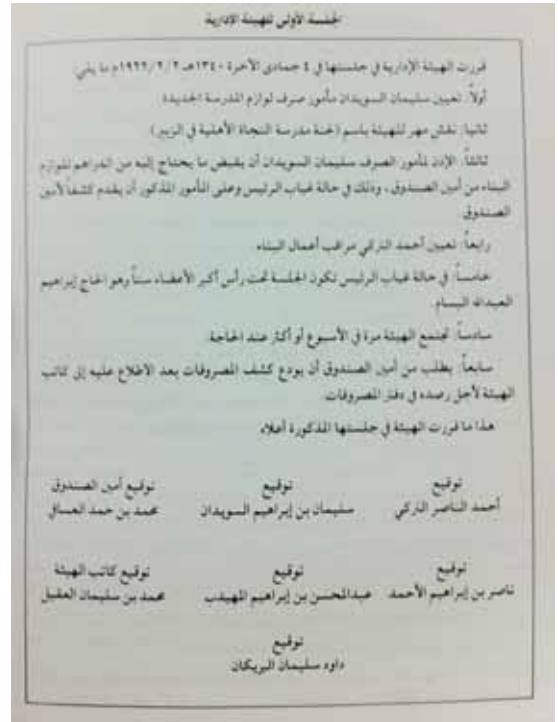 الجلسة الأولى للهيئة الإدارية
قررت الهيئة الإدارية في جلستها في ٤ جمادى الآخرة ١٣٤٠هـ ١٩٢٢/٢/٢م ما يلي:
أولاً: تعيين سليمان السويدان مأمور صرف لوازم المدرسة الجديدة
ثانيا: نقش مهر للهيئة باسم (لجنة مدرسة النجاة الأهلية في الزبير)
ثالثاً: الإذن لمأمور الصرف سليمان السويدان أن يقبض ما يحتاج إليه من الدراهم للوازم
البناء من أمين الصندوق، وذلك في حالة غياب الرئيس وعلى المأمور المذكور أن يقدم كشفاً لأمين
الصندوق
رابعاً: تعيين أحمد التركي مراقب أعمال البناء
خامساً: في حالة غياب الرئيس تكون الجلسة تحت رأس أكبر الأعضاء سناً وهو الحاج إبراهيم
العبدالله البسام
سادساً: تجتمع الهيئة مرة في الأسبوع أو أكثر عند الحاجة
سابعاً: يطلب من أمين الصندوق أن يودع كشف المصروفات بعد الاطلاع عليه إلى كاتب
الهيئة لأجل رصده في دفتر المصروفات
هذا ما قررت الهيئة في جلستها المذكورة أعلاه
توقيع توقيع توقيع أمين الصندوق
أحمد الناصر التركي سليمان بن إبراهيم السويدان محمد بن حمد العسافي
توقيع توقيع توقيع كاتب الهيئة
ناصر بن إبراهيم الأحمد عبدالمحسن بن إبراهيم المهيدب محمد بن سليمان العقيل
توقيع
داود سليمان البريكان